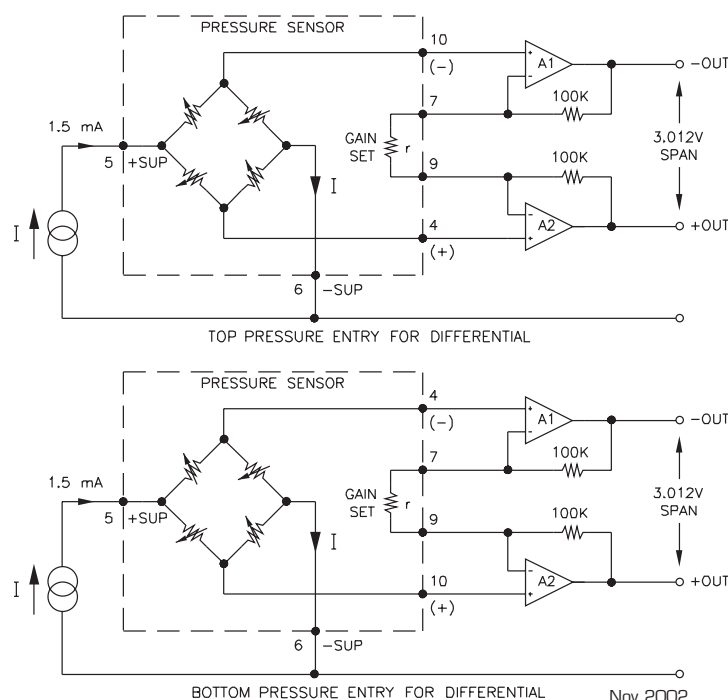 PRESSURE SENSOR
10
(-)
A1
-OUT
7
100K
1.5 mA
GAIN
SET
r
3.012V
SPAN
5
+SUP
9
100K
I
I
4
(+)
A2
+OUT
6
-SUP
TOP PRESSURE ENTRY FOR DIFFERENTIAL
PRESSURE SENSOR
4
(-)
A1
-OUT
7
100K
1.5 mA
GAIN
SET
r
3.012V
SPAN
5
+SUP
9
100K
I
I
10
(+)
A2
+OUT
6
-SUP
BOTTOM PRESSURE ENTRY FOR DIFFERENTIAL
Nov 2002